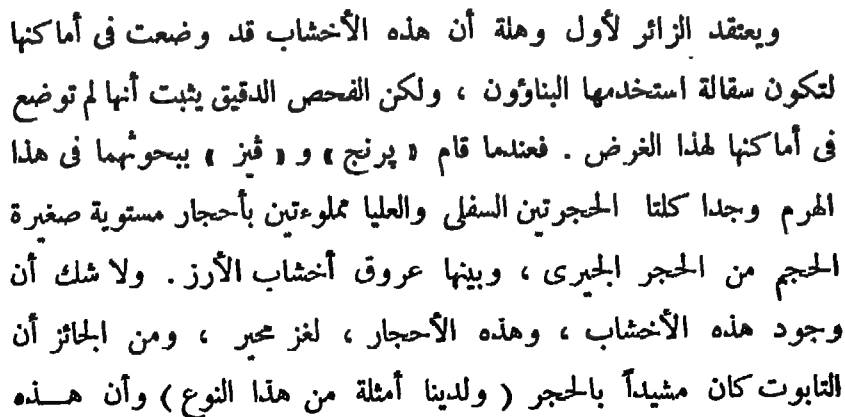 ويعتقد الزائر لأول وهلة أن هذه الأخشاب قد وضعت فى أماكنها
لتكون سقالة استخدمها البناؤون ، ولكن الفحص الدقيق يثبت أنها لم توضع
فى أماكنها لهذا الغرض . فعندما قام « پرنج » و « ڤيز » ببحوثهما فى هذا
الهرم وجدا كلتا الحجرتين السفلى والعليا مملوءتين بأحجار مستوية صغيرة
الحجم من الحجر الجيرى ، وبينها عروق أخشاب الأرز . ولا شك أن
وجود هذه الأخشاب ، وهذه الأحجار ، لغز محير ، ومن الجائز أن
التابوت كان مشيداً بالحجر ( ولدينا أمثلة من هذا النوع ) وأن هـــذه